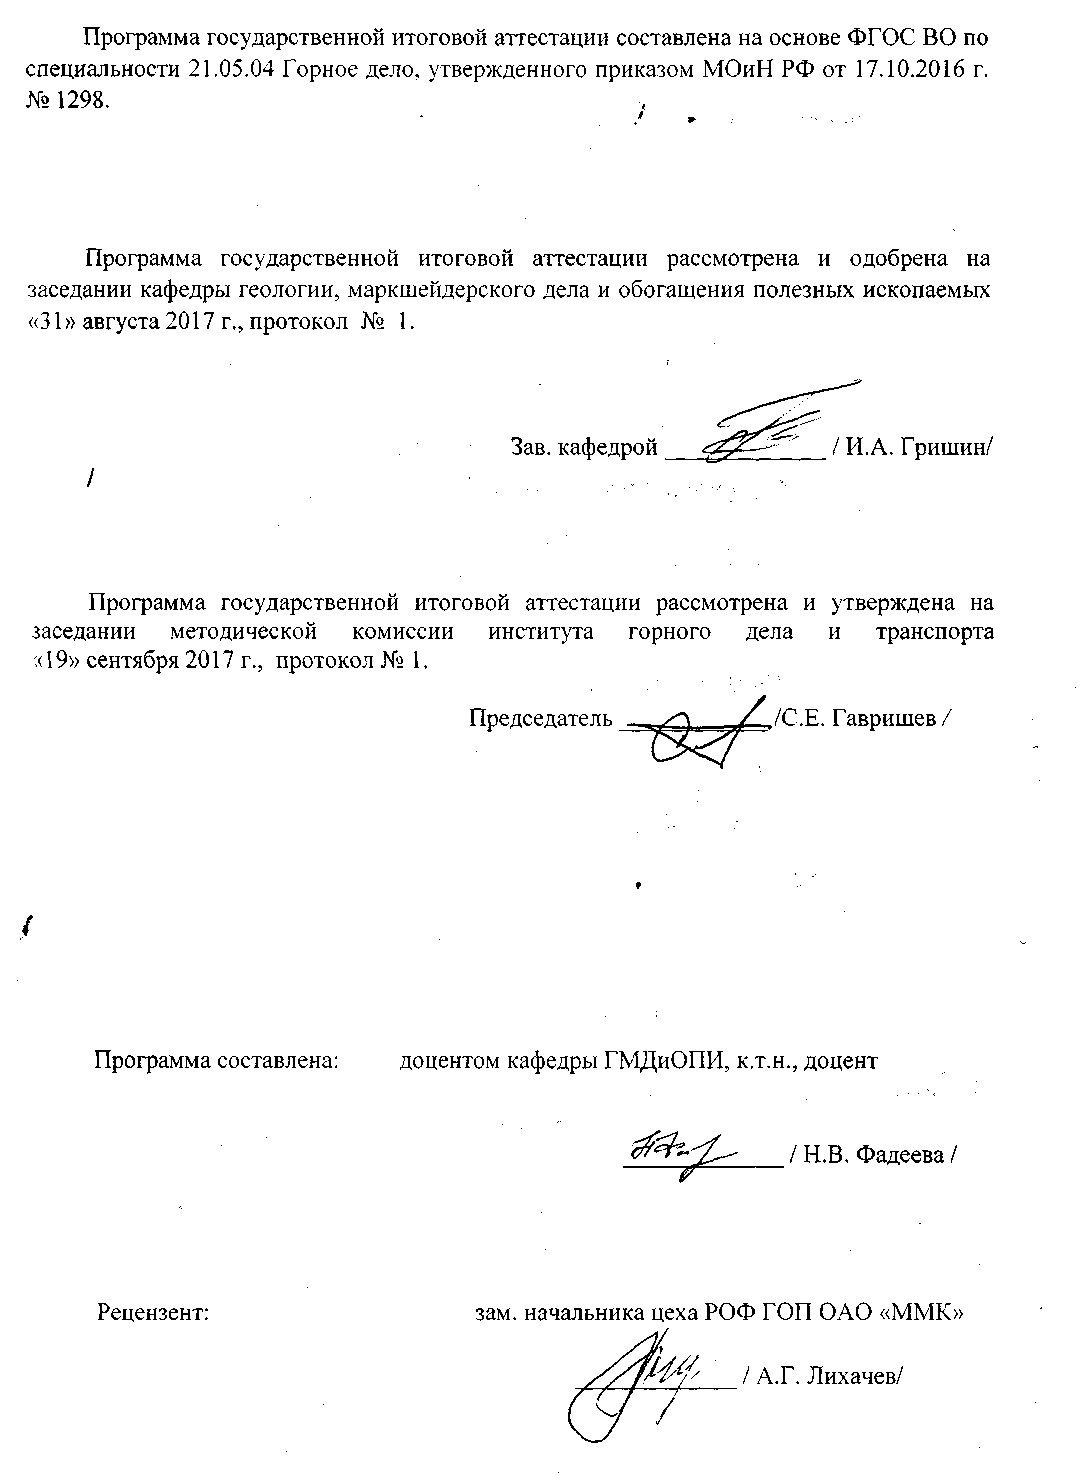 Программа государственной итоговой аттестации составлена на основе ФГОС ВО по
специальности 21.05.04 Горное дело, утвержденного приказом МОиН РФ от 17.10.2016 г.
№ 1298.
Программа государственной итоговой аттестации рассмотрена и одобрена на
заседании кафедры геологии, маркшейдерского дела и обогащения полезных ископаемых
«31» августа 2017 г., протокол № 1.
Зав. кафедрой ____________ / И.А. Гришин/
/
Программа государственной итоговой аттестации рассмотрена и утверждена на
заседании методической комиссии института горного дела и транспорта
«19» сентября 2017 г., протокол № 1.
Председатель ____________/С.Е. Гавришев /
Программа составлена: доцентом кафедры ГМДиОПИ, к.т.н., доцент
____________ / Н.В. Фадеева /
Рецензент: зам. начальника цеха РОФ ГОП ОАО «ММК»
____________ / А.Г. Лихачев/